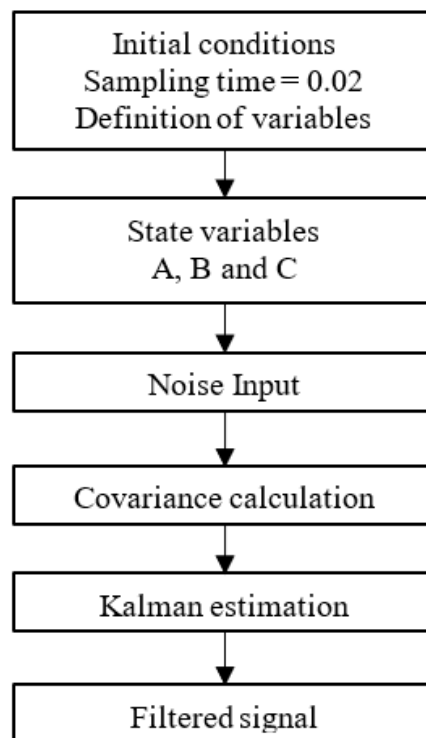 Initial conditions
Sampling time = 0.02
Definition of variables
State variables
A, B and C
Noise Input
Covariance calculation
Kalman estimation
Filtered signal